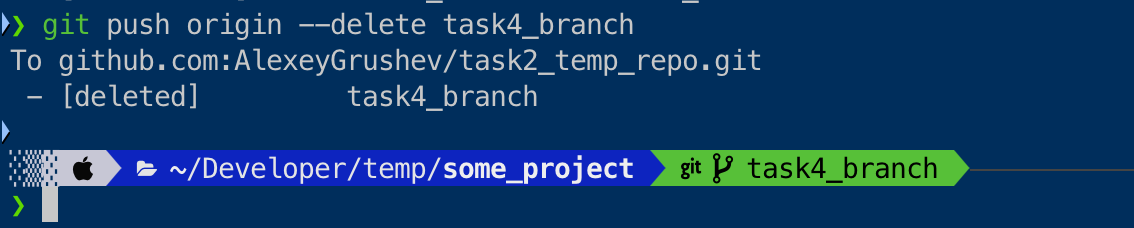 ❯ git push origin --delete task4_branch
To github.com:AlexeyGrushev/task2_temp_repo.git
 - [deleted]         task4_branch
~/Developer/temp/some_project git task4_branch
❯